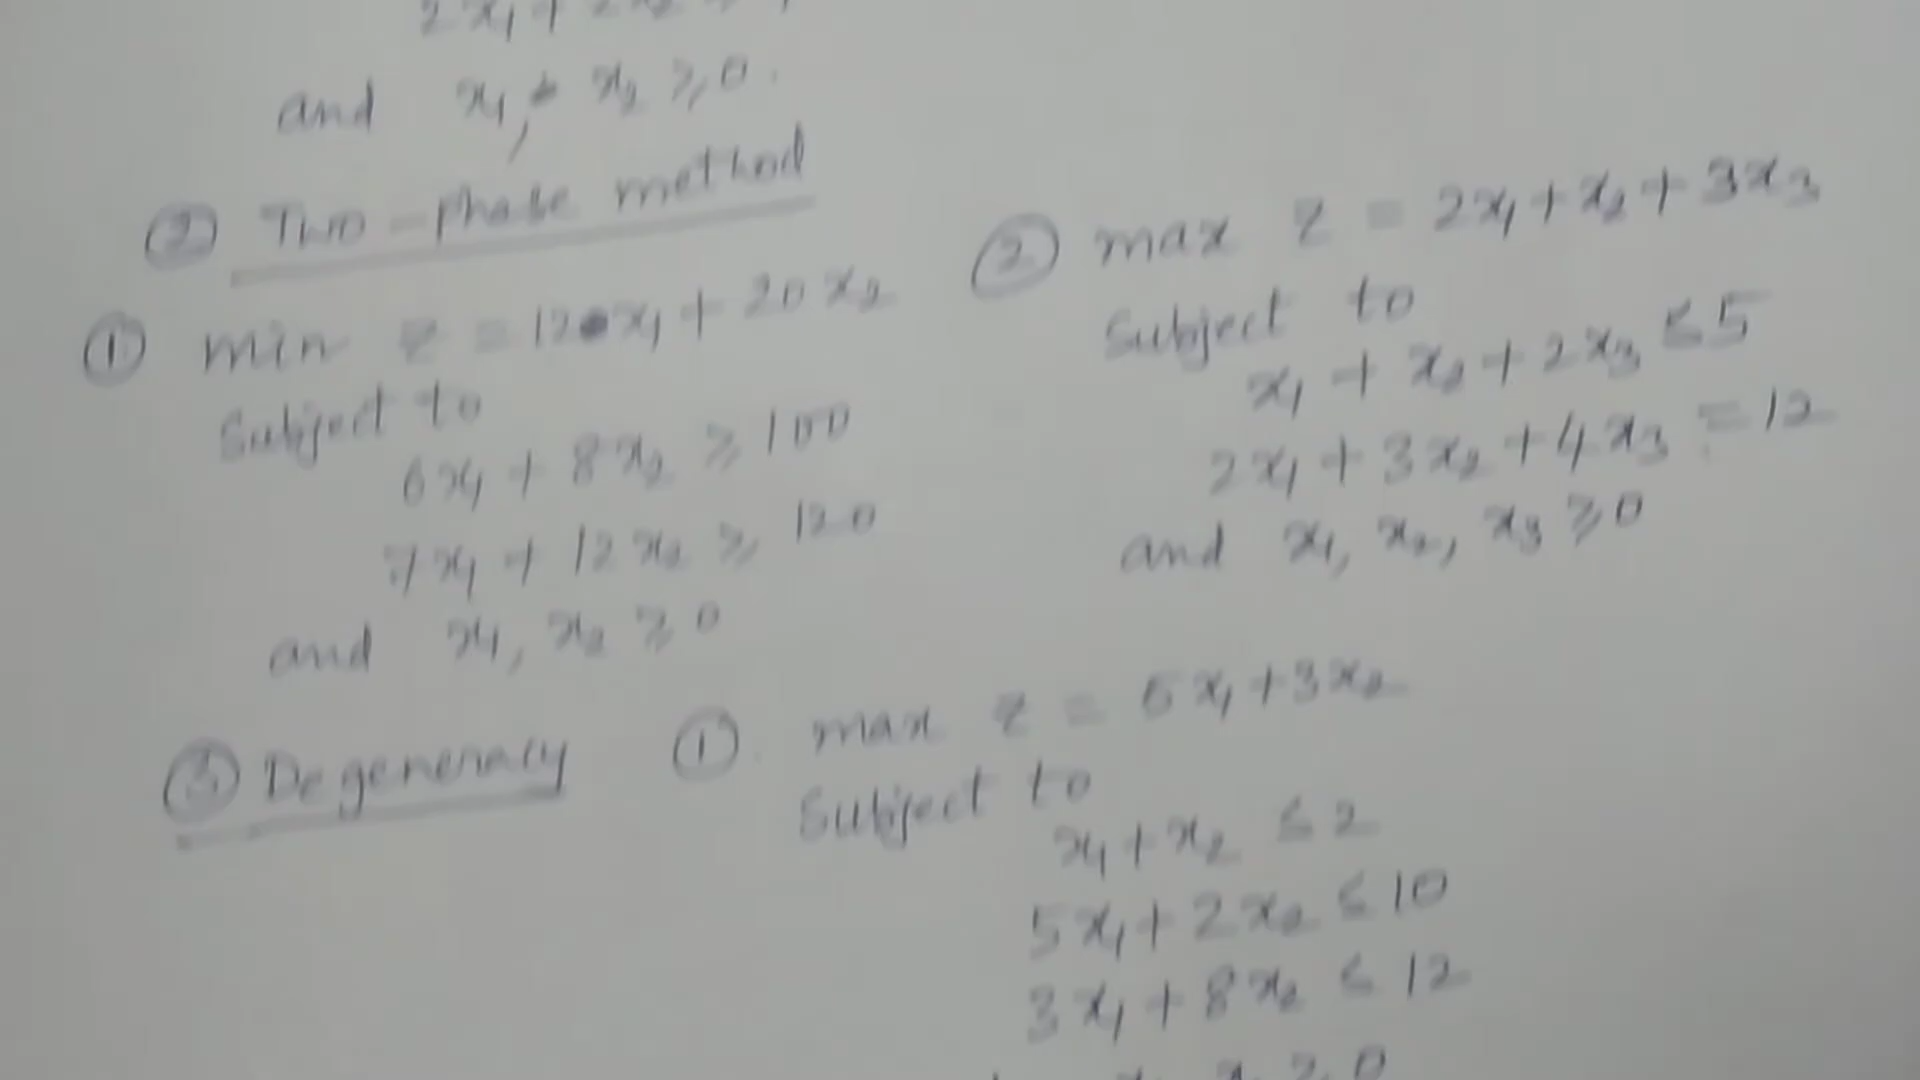 and x₁, x₂ ≥ 0.
② Two-phase method
① min z = 12x₁ + 20x₂
Subject to
6x₁ + 8x₂ ≥ 100
7x₁ + 12x₂ ≥ 120
and x₁, x₂ ≥ 0
② max z = 2x₁ + x₂ + 3x₃
Subject to
x₁ + x₂ + 2x₃ ≤ 5
2x₁ + 3x₂ + 4x₃ = 12
and x₁, x₂, x₃ ≥ 0
③ Degeneracy
① max z = 5x₁ + 3x₂
Subject to
x₁ + x₂ ≤ 2
5x₁ + 2x₂ ≤ 10
3x₁ + 8x₂ ≤ 12